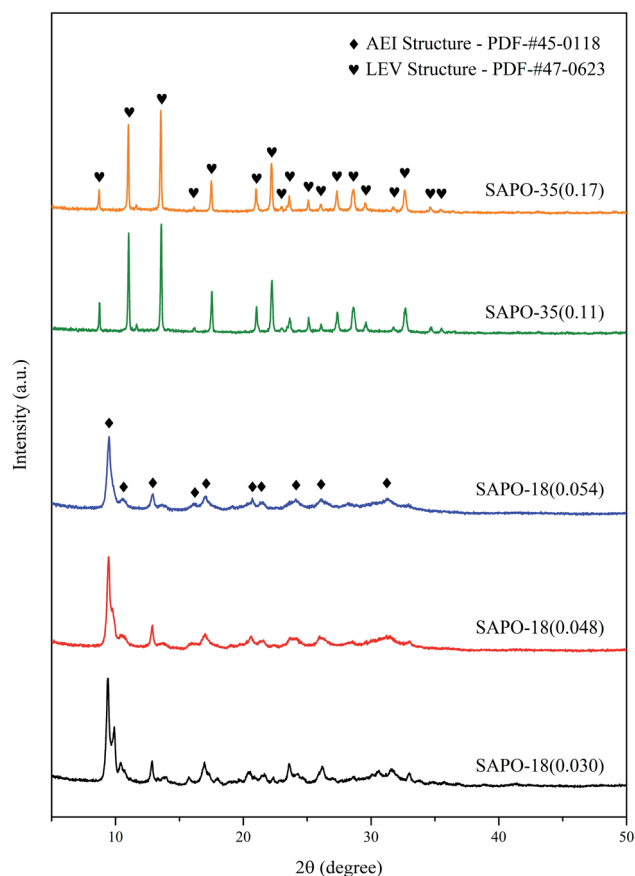 ♦ AEI Structure - PDF-#45-0118
♥ LEV Structure - PDF-#47-0623
SAPO-35(0.17)
SAPO-35(0.11)
SAPO-18(0.054)
SAPO-18(0.048)
SAPO-18(0.030)
Intensity (a.u.)
10 20 30 40 50
2θ (degree)